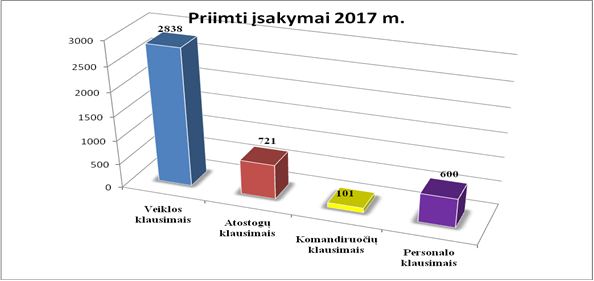 Priimti įsakymai 2017 m.
2838
3000
2500
2000
1500
1000
500
0
721
101
600
Veiklos
klausimais
Atostogų
klausimais
Komandiruočių
klausimais
Personalo
klausimais